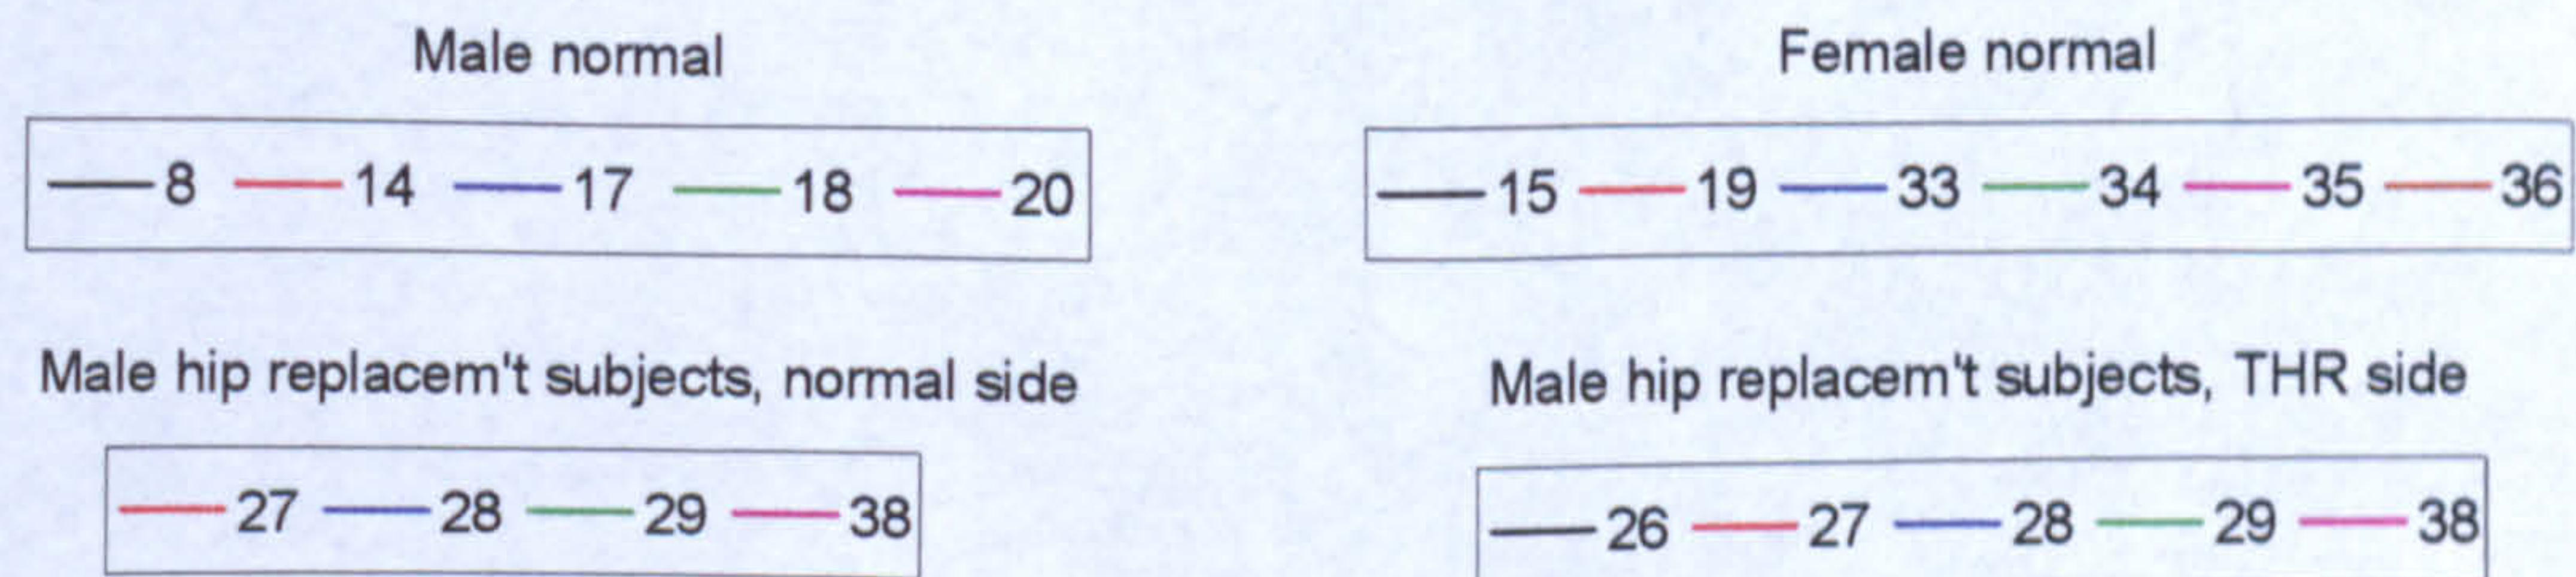 Male normal
8 14 17 18 20
Female normal
15 19 33 34 35 36
Male hip replacem't subjects, normal side
27 28 29 38
Male hip replacem't subjects, THR side
26 27 28 29 38